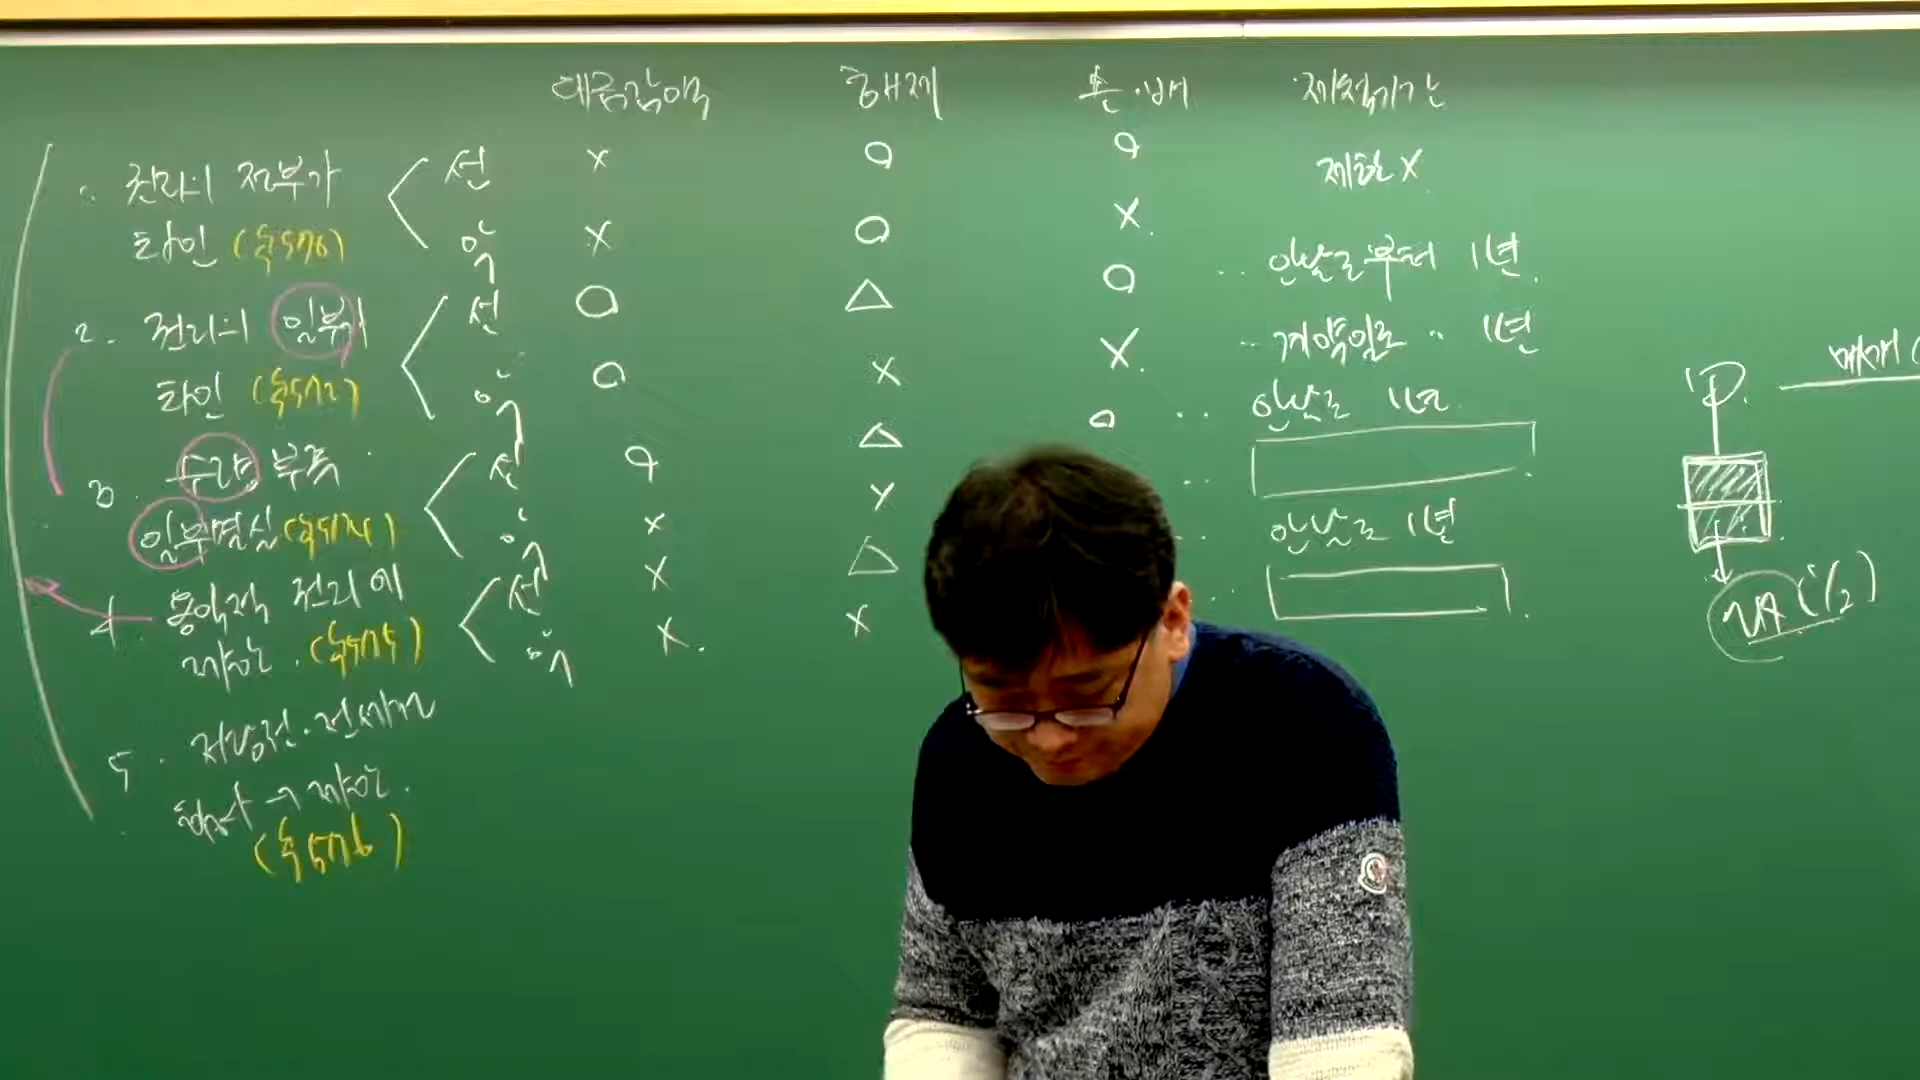 대금감액 해제 손·배 제척기간
1. 권리의 전부가 선 X O O 제한X
타인 (§570) 악 X O X.
2. 권리의 일부가 선 O △ O ‥ 안날로부터 1년.
타인 (§572) 악 O X X. ‥ 계약일로 ‥ 1년
3. 수량 부족 선 O △ O ‥ 안날로 1년
일부멸실 (§574) 악 X X
4. 용익적 권리에 선 X △ 안날로 1년
제한. (§575) 악 X. X
5. 저당권·전세권
행사 → 제한.
(§576)
매매
(1/2)